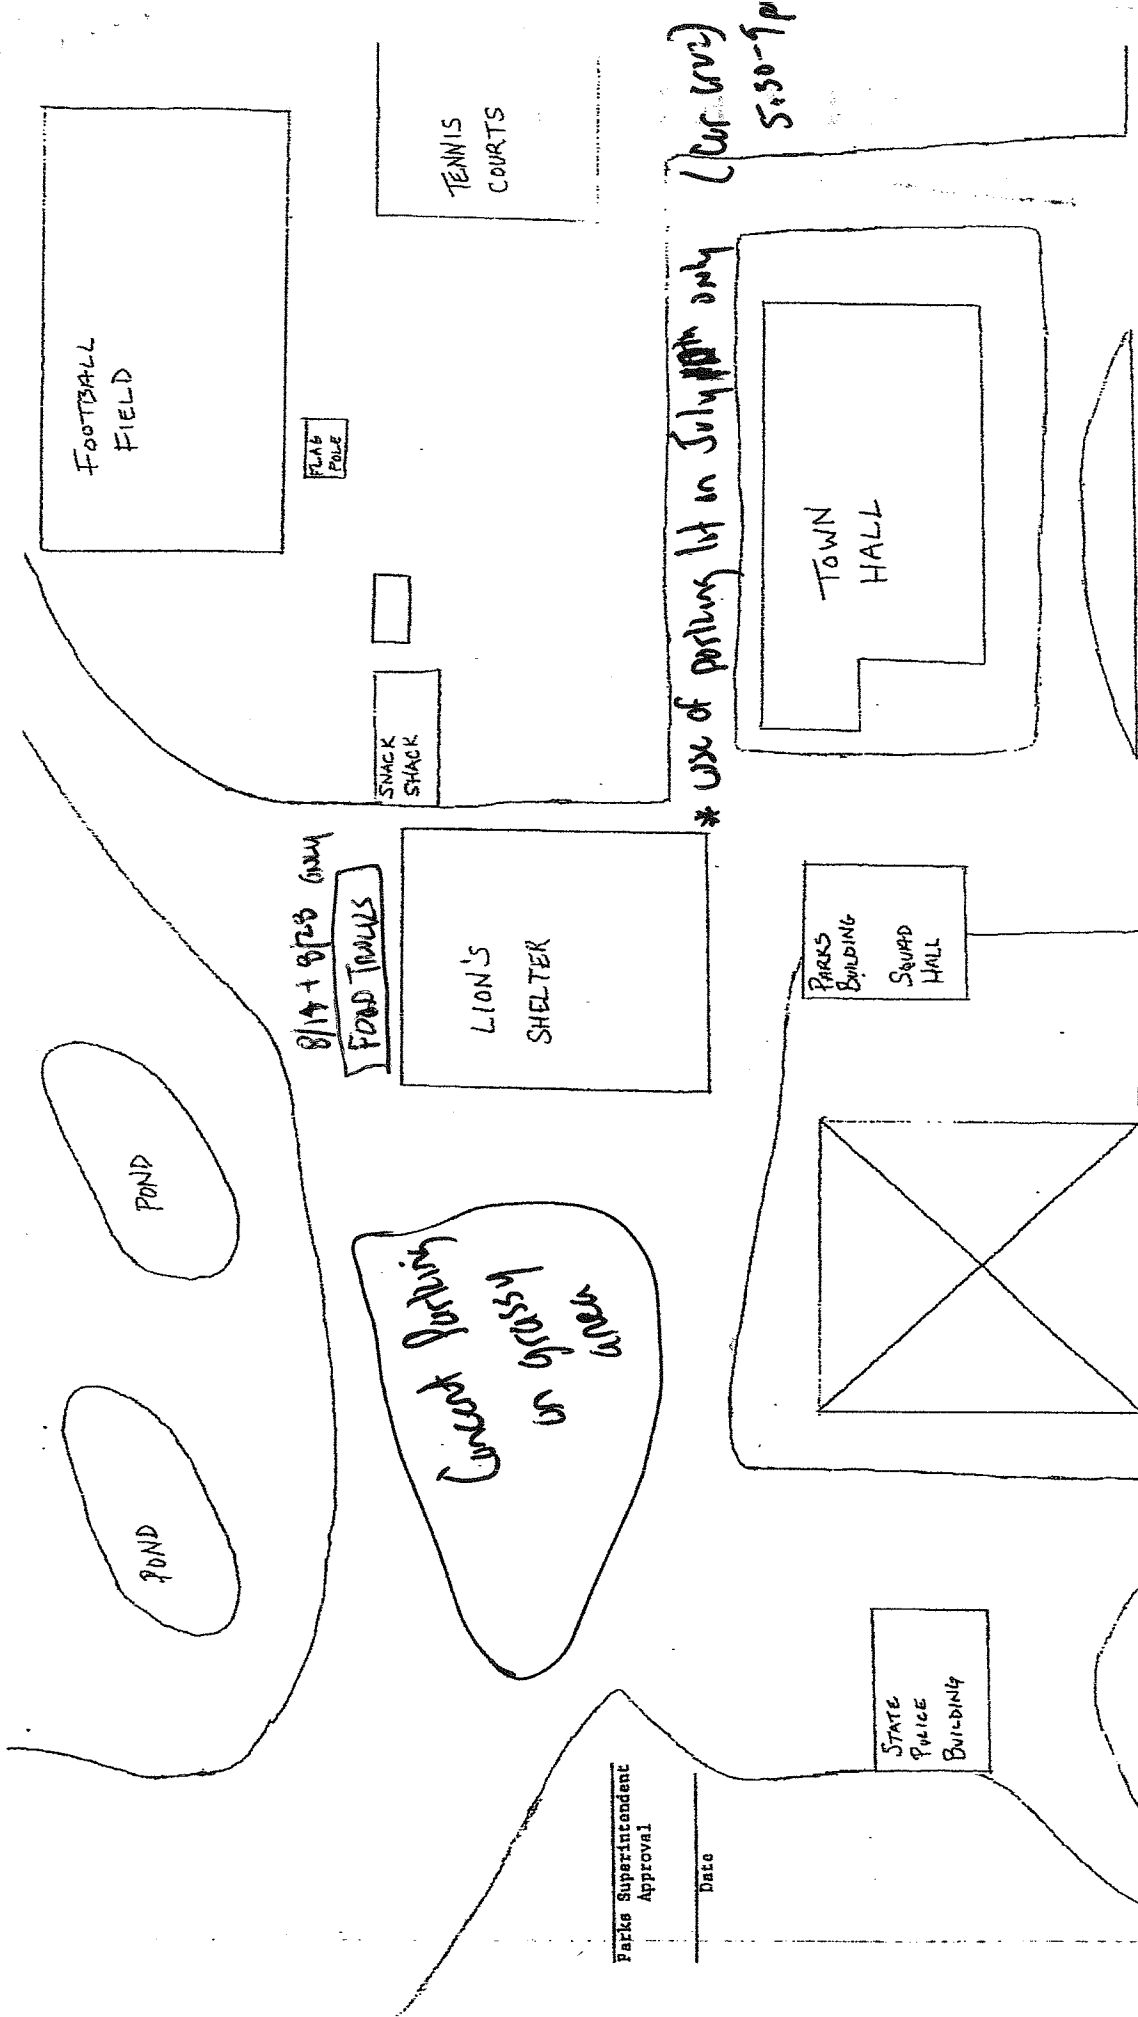 FOOTBALL
FIELD
TENNIS
COURTS
FLAG
POLE
SNACK
SHACK
8/14 + 8/28 ONLY
FOOD TRUCKS
LION'S
SHELTER
* use of parking lot in July only
5:30-9p
TOWN
HALL
POND
POND
Concert Parking
in grassy
area
PARKS
BUILDING
SQUAD
HALL
STATE
POLICE
BUILDING
Parks Superintendent
Approval
Date